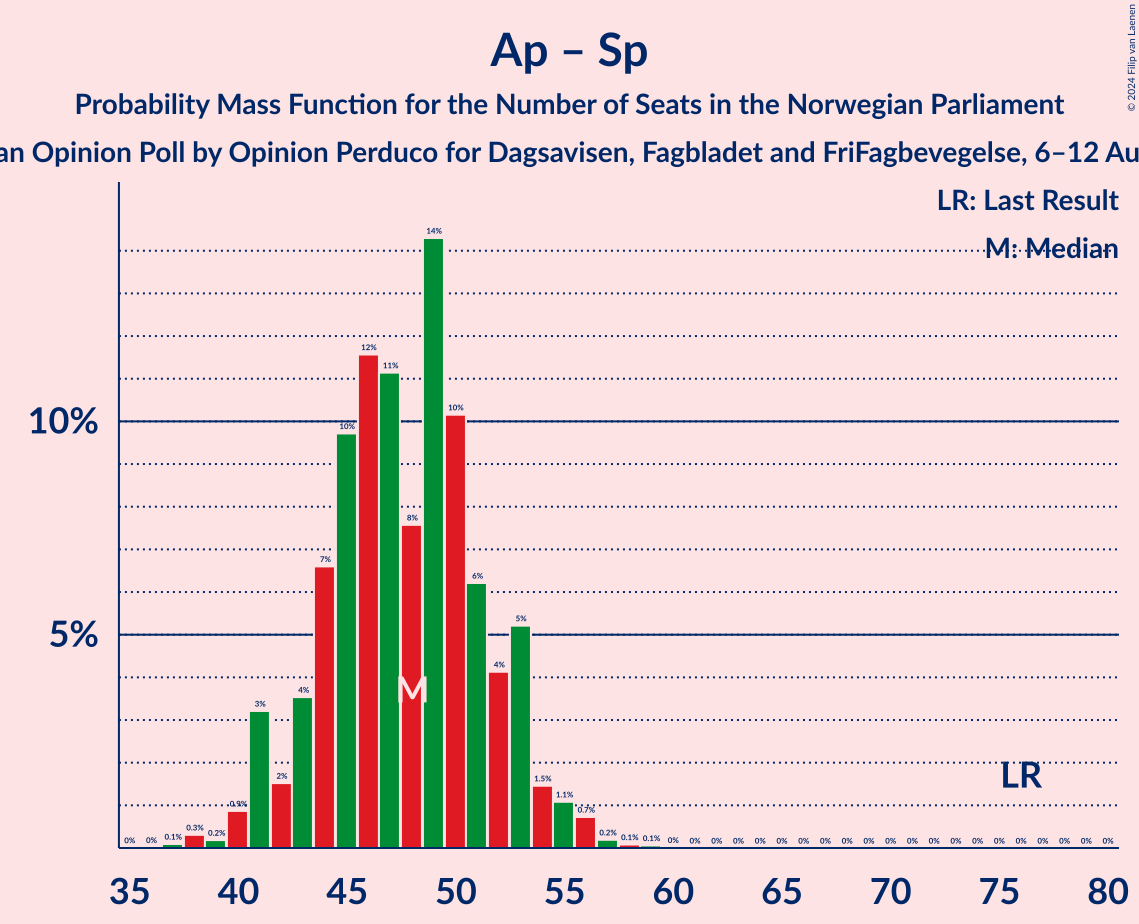 Ap – Sp
Probability Mass Function for the Number of Seats in the Norwegian Parliament
an Opinion Poll by Opinion Perduco for Dagsavisen, Fagbladet and FriFagbevegelse, 6–12 Au
© 2024 Filip van Laenen
LR: Last Result
M: Median
10%
5%
0% 0% 0.1% 0.3% 0.2% 0.9% 3% 2% 4% 7% 10% 12% 11% 8% 14% 10% 6% 4% 5% 1.5% 1.1% 0.7% 0.2% 0.1% 0.1% 0% 0% 0% 0% 0% 0% 0% 0% 0% 0% 0% 0% 0% 0% 0% 0% 0% 0% 0% 0% 0%
M
LR
35 40 45 50 55 60 65 70 75 80